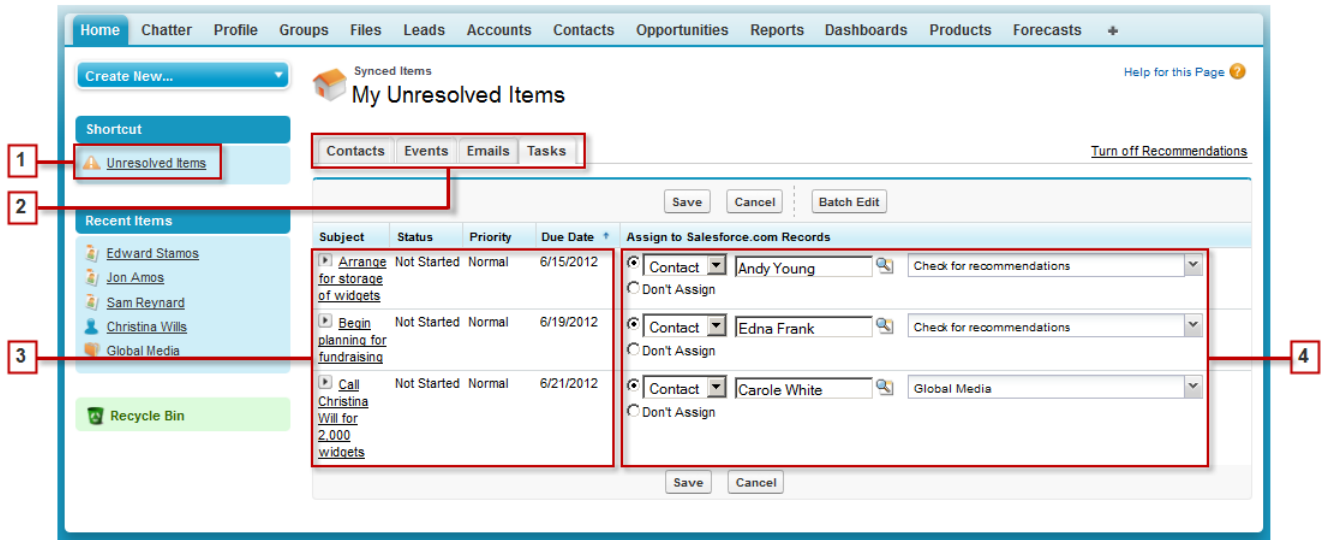 Home Chatter Profile Groups Files Leads Accounts Contacts Opportunities Reports Dashboards Products Forecasts +
Create New...
Shortcut
Unresolved Items
Recent Items
Edward Stamos
Jon Amos
Sam Reynard
Christina Wills
Global Media
Recycle Bin
Synced Items
My Unresolved Items
Help for this Page ?
Contacts Events Emails Tasks
Turn off Recommendations
Save Cancel Batch Edit
Subject Status Priority Due Date Assign to Salesforce.com Records
Arrange Not Started Normal 6/15/2012 Contact Andy Young Check for recommendations
for storage
of widgets
Don't Assign
Begin Not Started Normal 6/19/2012 Contact Edna Frank Check for recommendations
planning for
fundraising
Don't Assign
Call Not Started Normal 6/21/2012 Contact Carole White Global Media
Christina
Will for
2,000
widgets
Don't Assign
Save Cancel
1
2
3
4